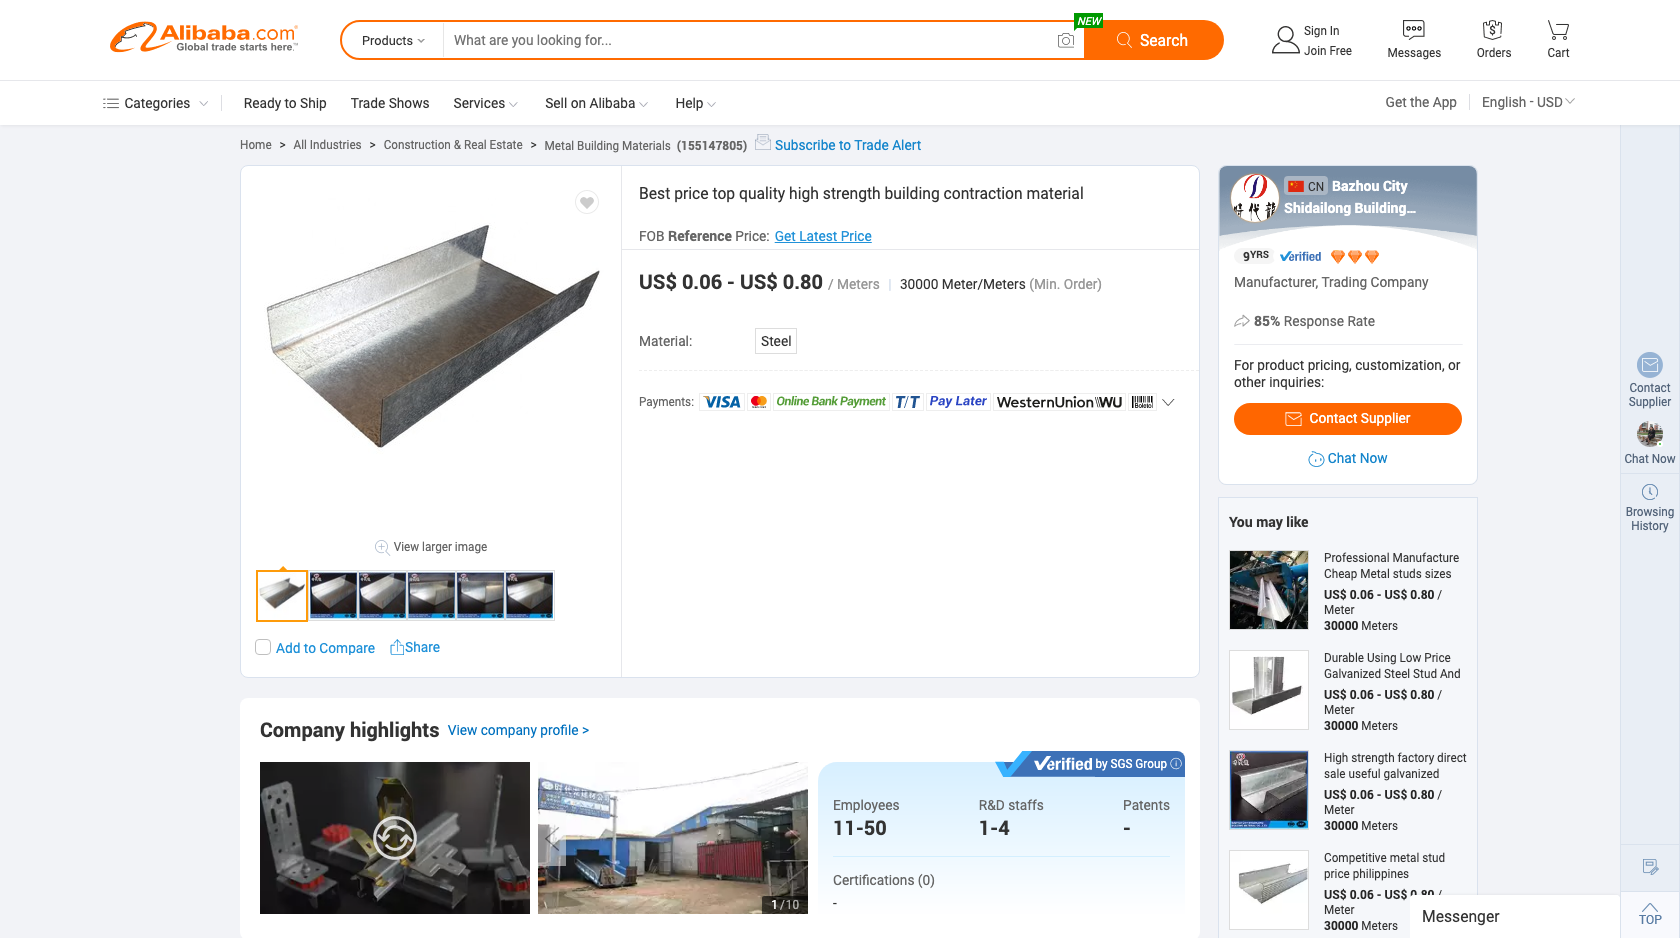 Alibaba.com
Global trade starts here.™
Products
What are you looking for...
NEW
Search
Sign In
Join Free
Messages
Orders
Cart
Categories
Ready to Ship
Trade Shows
Services
Sell on Alibaba
Help
Get the App
English - USD
Home > All Industries > Construction & Real Estate > Metal Building Materials (155147805)
Subscribe to Trade Alert
Best price top quality high strength building contraction material
FOB Reference Price: Get Latest Price
US$ 0.06 - US$ 0.80 / Meters | 30000 Meter/Meters (Min. Order)
Material:
Steel
Payments:
VISA
Online Bank Payment
T/T
Pay Later
WesternUnion\\WU
Boleto
View larger image
Add to Compare
Share
CN
Bazhou City
Shidailong Building...
9YRS
Verified
Manufacturer, Trading Company
85% Response Rate
For product pricing, customization, or
other inquiries:
Contact Supplier
Chat Now
You may like
Professional Manufacture
Cheap Metal studs sizes
US$ 0.06 - US$ 0.80 /
Meter
30000 Meters
Durable Using Low Price
Galvanized Steel Stud And
US$ 0.06 - US$ 0.80 /
Meter
30000 Meters
High strength factory direct
sale useful galvanized
US$ 0.06 - US$ 0.80 /
Meter
30000 Meters
Competitive metal stud
price philippines
US$ 0.06 - US$ 0.80 /
Meter
30000 Meters
Company highlights
View company profile >
1/10
Verified by SGS Group
Employees
11-50
R&D staffs
1-4
Patents
-
Certifications (0)
-
Contact
Supplier
Chat Now
Browsing
History
TOP
Messenger